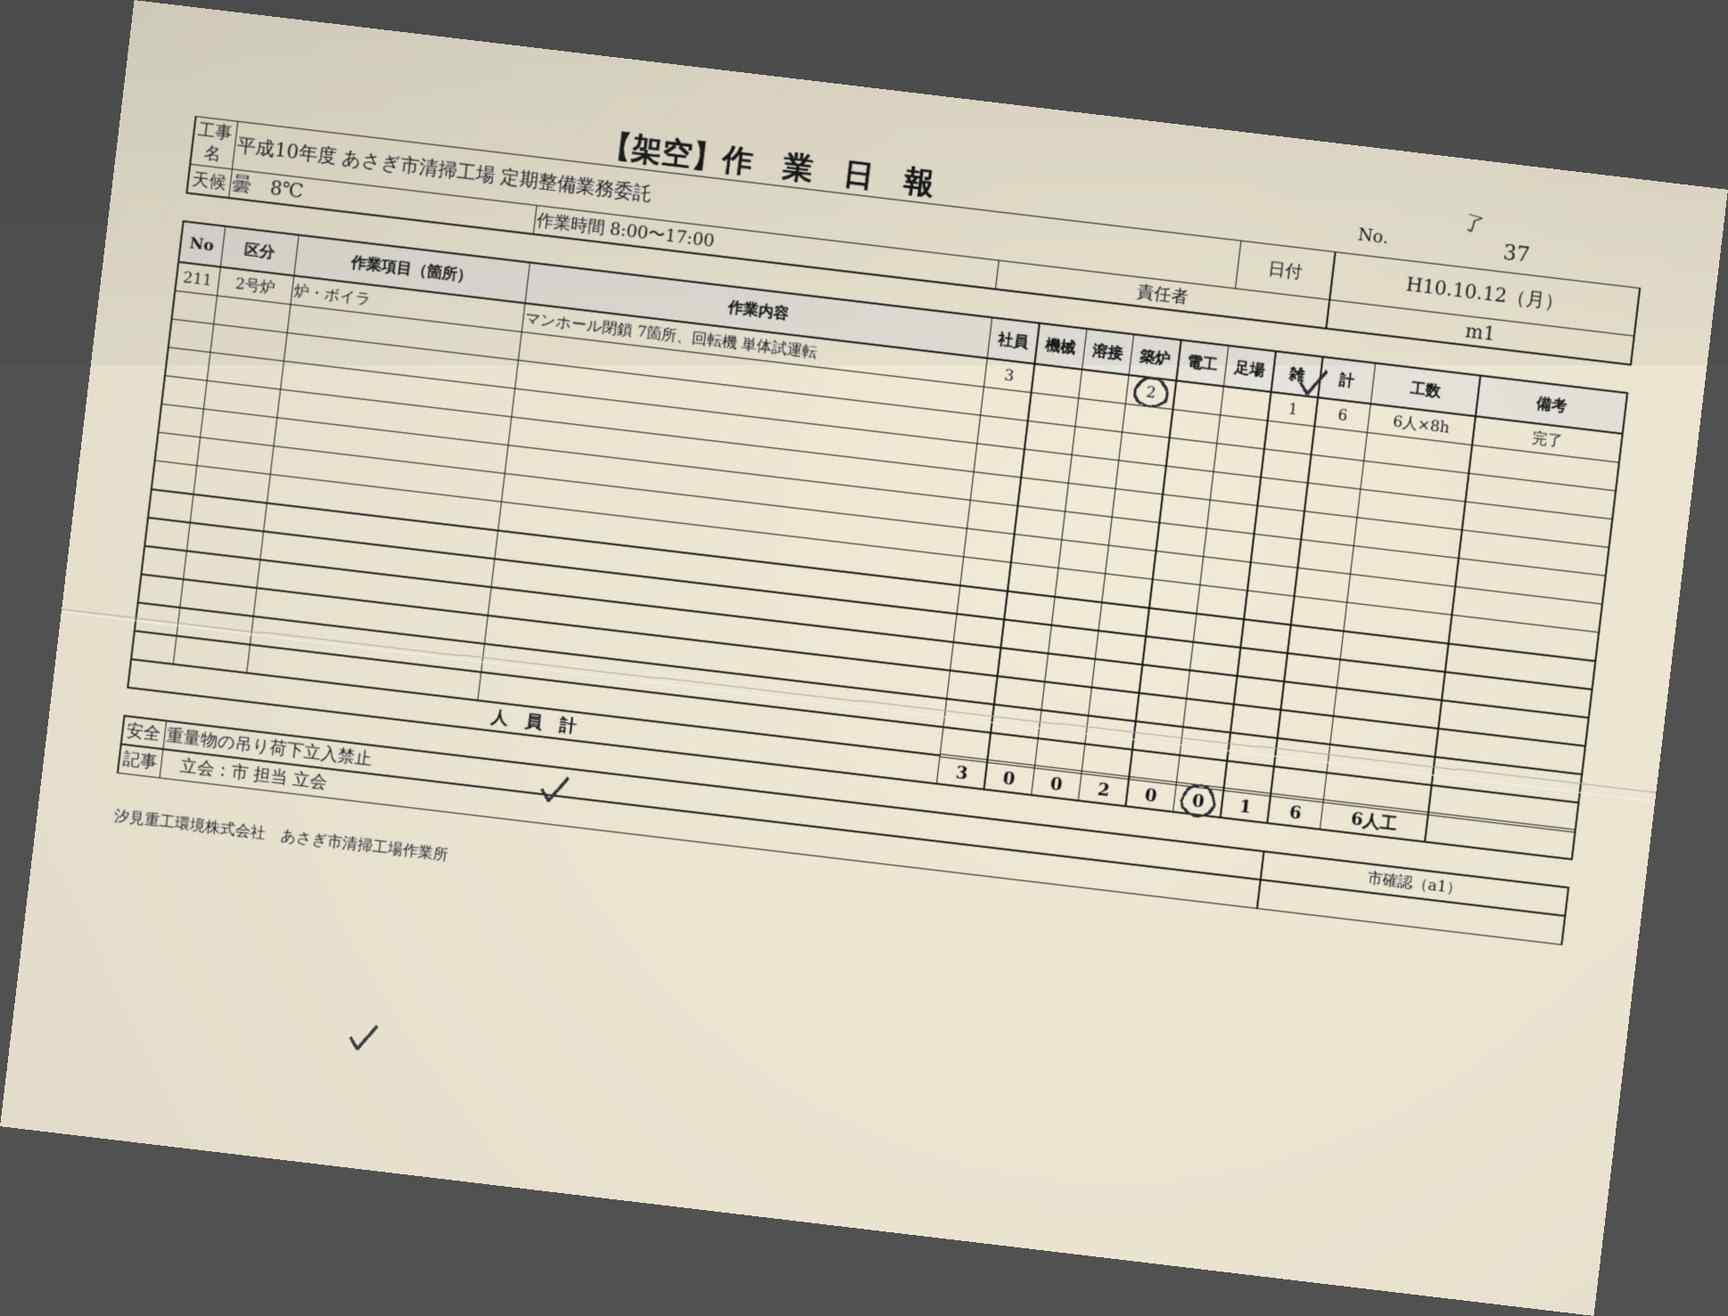 【架空】作 業 日 報
了
No. 37
工事名 平成10年度 あさぎ市清掃工場 定期整備業務委託 日付 H10.10.12（月）
天候 曇 8℃ 作業時間 8:00〜17:00 責任者 m1
No 区分 作業項目（箇所） 作業内容 社員 機械 溶接 築炉 電工 足場 雑 計 工数 備考
211 2号炉 炉・ボイラ マンホール閉鎖 7箇所、回転機 単体試運転 3 2 1 6 6人×8h 完了
人 員 計 3 0 0 2 0 0 1 6 6人工
安全 重量物の吊り荷下立入禁止 市確認（a1）
記事 立会：市 担当 立会
汐見重工環境株式会社 あさぎ市清掃工場作業所